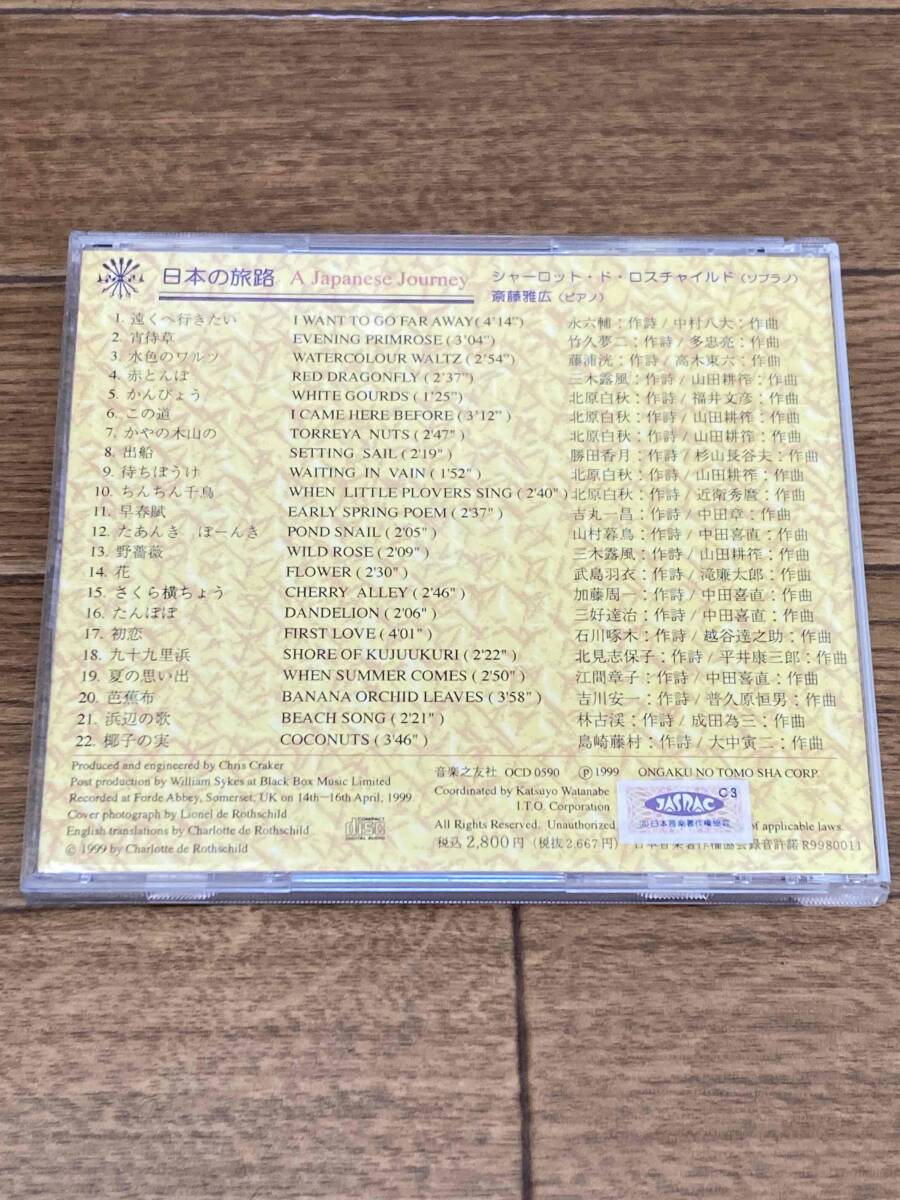 日本の旅路 A Japanese Journey シャーロット・ド・ロスチャイルド〈ソプラノ〉
斎藤雅広〈ピアノ〉
1. 遠くへ行きたい I WANT TO GO FAR AWAY( 4'14") 永六輔：作詩 / 中村八大：作曲
2. 宵待草 EVENING PRIMROSE ( 3'04") 竹久夢二：作詩 / 多忠亮：作曲
3. 水色のワルツ WATERCOLOUR WALTZ ( 2'54") 藤浦洸：作詩 / 高木東六：作曲
4. 赤とんぼ RED DRAGONFLY ( 2'37") 三木露風：作詩 / 山田耕筰：作曲
5. かんぴょう WHITE GOURDS ( 1'25") 北原白秋：作詩 / 福井文彦：作曲
6. この道 I CAME HERE BEFORE ( 3'12" ) 北原白秋：作詩 / 山田耕筰：作曲
7. かやの木山の TORREYA NUTS ( 2'47" ) 北原白秋：作詩 / 山田耕筰：作曲
8. 出船 SETTING SAIL ( 2'19" ) 勝田香月：作詩 / 杉山長谷夫：作曲
9. 待ちぼうけ WAITING IN VAIN ( 1'52" ) 北原白秋：作詩 / 山田耕筰：作曲
10. ちんちん千鳥 WHEN LITTLE PLOVERS SING ( 2'40" ) 北原白秋：作詩 / 近衛秀麿：作曲
11. 早春賦 EARLY SPRING POEM ( 2'37" ) 吉丸一昌：作詩 / 中田章：作曲
12. たあんき ぽーんき POND SNAIL ( 2'05" ) 山村暮鳥：作詩 / 中田喜直：作曲
13. 野薔薇 WILD ROSE ( 2'09" ) 三木露風：作詩 / 山田耕筰：作曲
14. 花 FLOWER ( 2'30" ) 武島羽衣：作詩 / 滝廉太郎：作曲
15. さくら横ちょう CHERRY ALLEY ( 2'46" ) 加藤周一：作詩 / 中田喜直：作曲
16. たんぽぽ DANDELION ( 2'06" ) 三好達治：作詩 / 中田喜直：作曲
17. 初恋 FIRST LOVE ( 4'01" ) 石川啄木：作詩 / 越谷達之助：作曲
18. 九十九里浜 SHORE OF KUJUUKURI ( 2'22" ) 北見志保子：作詩 / 平井康三郎：作曲
19. 夏の思い出 WHEN SUMMER COMES ( 2'50" ) 江間章子：作詩 / 中田喜直：作曲
20. 芭蕉布 BANANA ORCHID LEAVES ( 3'58" ) 吉川安一：作詩 / 普久原恒男：作曲
21. 浜辺の歌 BEACH SONG ( 2'21" ) 林古渓：作詩 / 成田為三：作曲
22. 椰子の実 COCONUTS ( 3'46" ) 島崎藤村：作詩 / 大中寅二：作曲
Produced and engineered by Chris Craker
Post production by William Sykes at Black Box Music Limited
Recorded at Forde Abbey, Somerset, UK on 14th—16th April, 1999
Cover photograph by Lionel de Rothschild
English translations by Charlotte de Rothschild
© 1999 by Charlotte de Rothschild
COMPACT
disc
DIGITAL AUDIO
音楽之友社 OCD 0590 ℗ 1999 ONGAKU NO TOMO SHA CORP.
Coordinated by Katsuyo Watanabe
I.T.O. Corporation
C3
JASRAC
All Rights Reserved. Unauthorized of applicable laws.
税込 2,800円 (税抜 2,667円) 日本音楽著作権協会録音許諾 R9980011